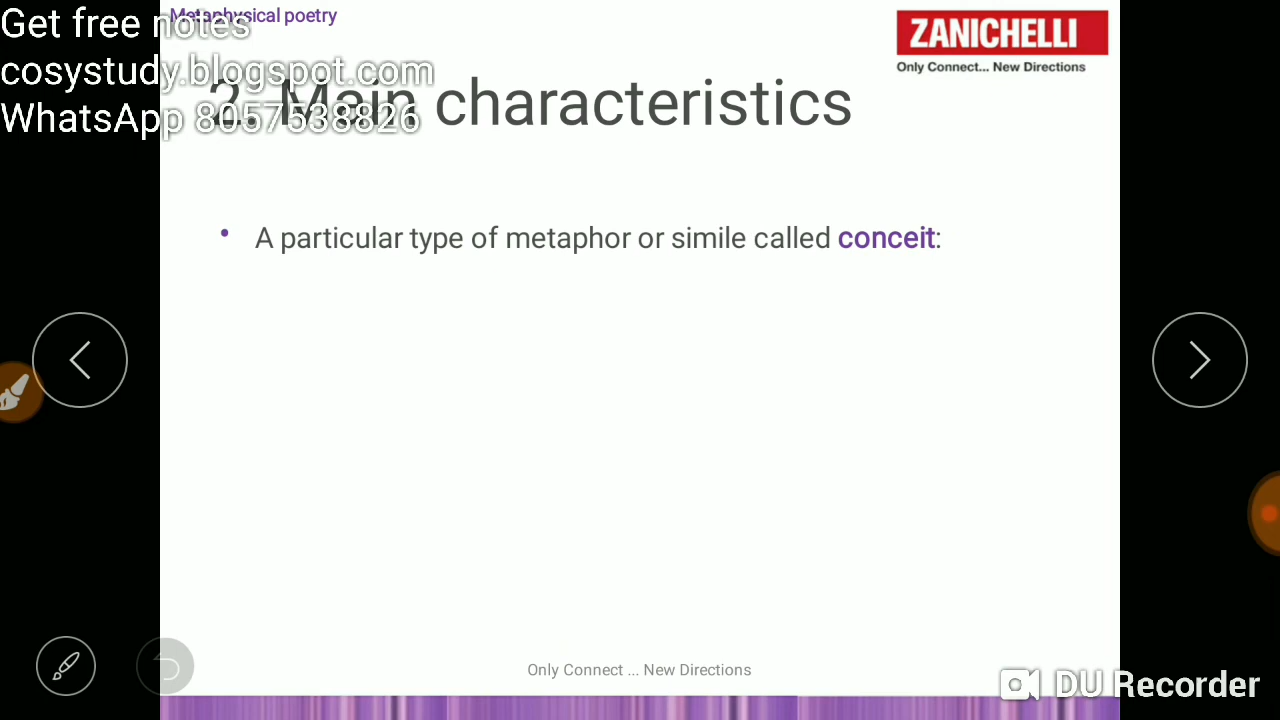 Get free notes
cosystudy.blogspot.com
WhatsApp 8057538826
Metaphysical poetry
ZANICHELLI
Only Connect... New Directions
2. Main characteristics
• A particular type of metaphor or simile called conceit:
Only Connect ... New Directions
DU Recorder